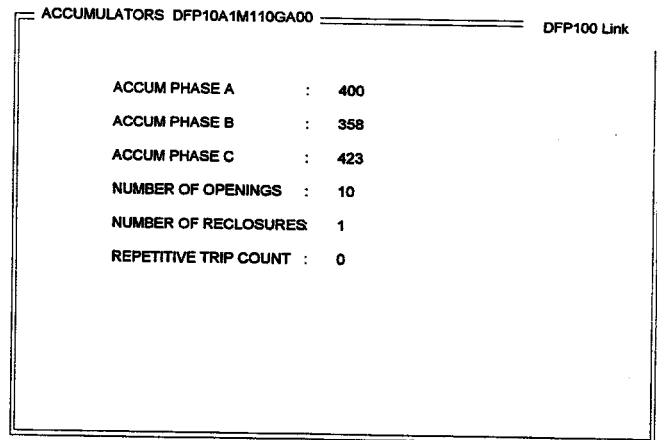 ACCUMULATORS DFP10A1M110GA00 DFP100 Link
ACCUM PHASE A : 400
ACCUM PHASE B : 358
ACCUM PHASE C : 423
NUMBER OF OPENINGS : 10
NUMBER OF RECLOSURES: 1
REPETITIVE TRIP COUNT : 0